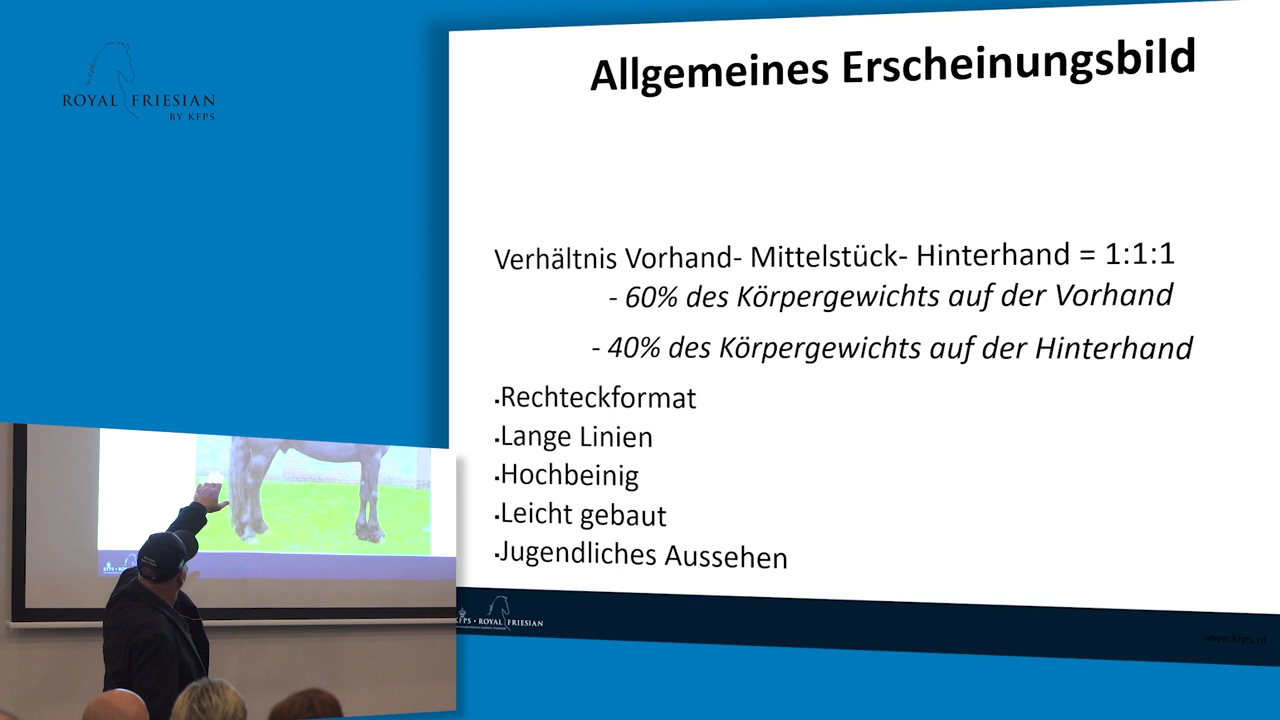 ROYAL FRIESIAN
BY KFPS
Allgemeines Erscheinungsbild
Verhältnis Vorhand- Mittelstück- Hinterhand = 1:1:1
- 60% des Körpergewichts auf der Vorhand
- 40% des Körpergewichts auf der Hinterhand
▪Rechteckformat
▪Lange Linien
▪Hochbeinig
▪Leicht gebaut
▪Jugendliches Aussehen
KFPS • ROYAL FRIESIAN
www.kfps.nl